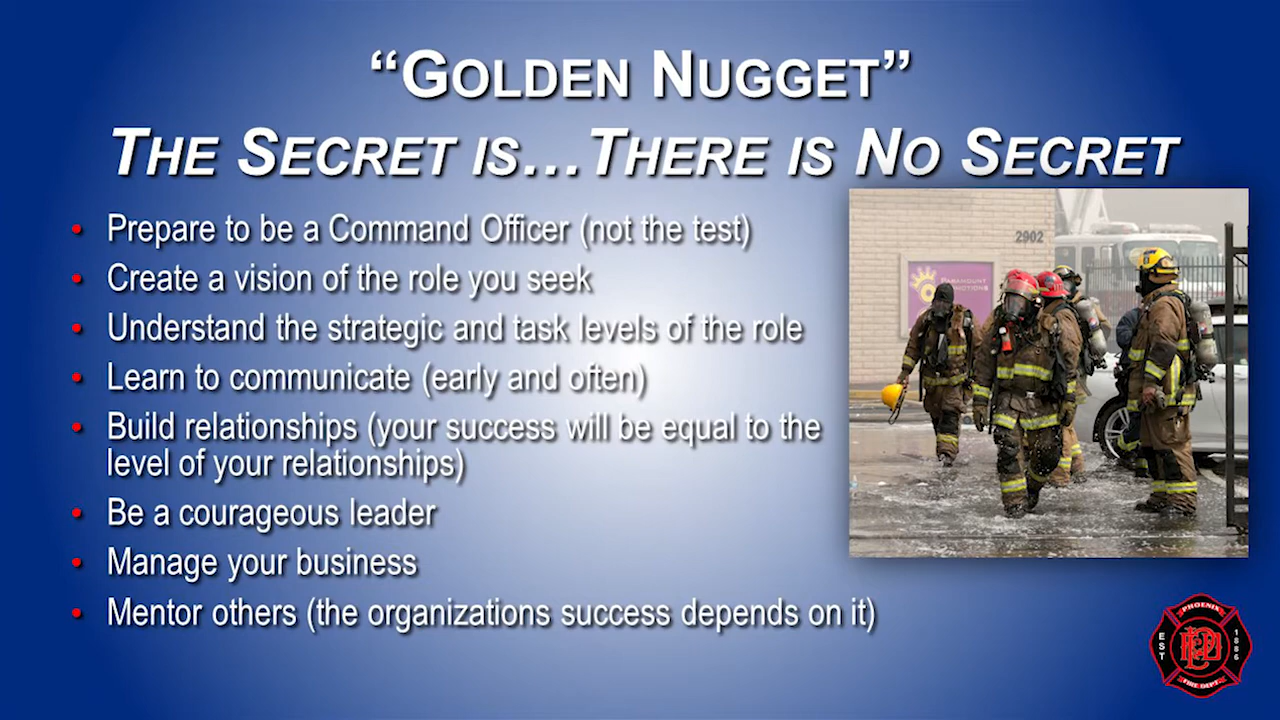 “GOLDEN NUGGET”
THE SECRET IS…THERE IS NO SECRET
• Prepare to be a Command Officer (not the test)
• Create a vision of the role you seek
• Understand the strategic and task levels of the role
• Learn to communicate (early and often)
• Build relationships (your success will be equal to the
level of your relationships)
• Be a courageous leader
• Manage your business
• Mentor others (the organizations success depends on it)
2902
PARAMOUNT
PHOENIX
EST
1886
FIRE DEPT.